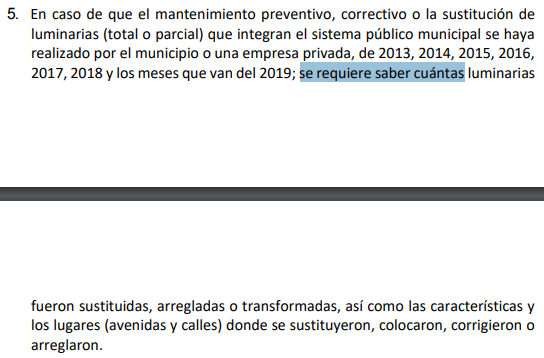 5. En caso de que el mantenimiento preventivo, correctivo o la sustitución de
luminarias (total o parcial) que integran el sistema público municipal se haya
realizado por el municipio o una empresa privada, de 2013, 2014, 2015, 2016,
2017, 2018 y los meses que van del 2019; se requiere saber cuántas luminarias
fueron sustituidas, arregladas o transformadas, así como las características y
los lugares (avenidas y calles) donde se sustituyeron, colocaron, corrigieron o
arreglaron.